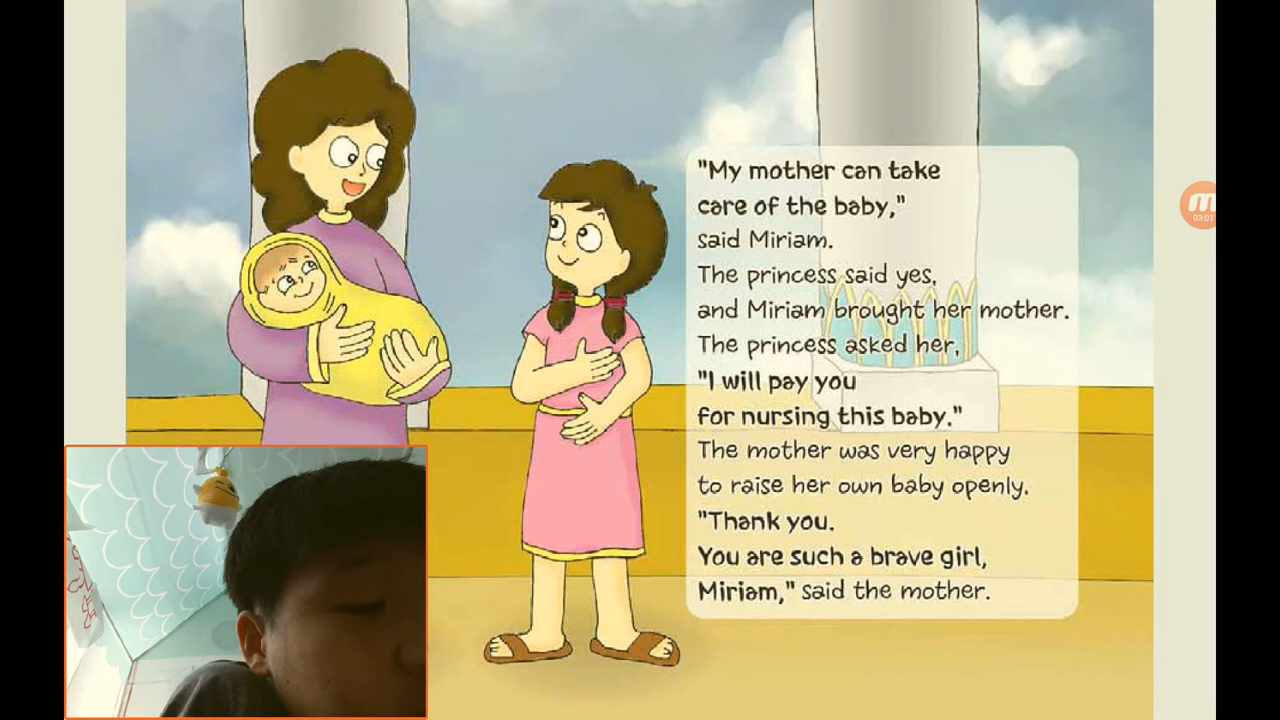 "My mother can take
care of the baby,"
said Miriam.
The princess said yes,
and Miriam brought her mother.
The princess asked her,
"I will pay you
for nursing this baby."
The mother was very happy
to raise her own baby openly.
"Thank you.
You are such a brave girl,
Miriam," said the mother.
03:01